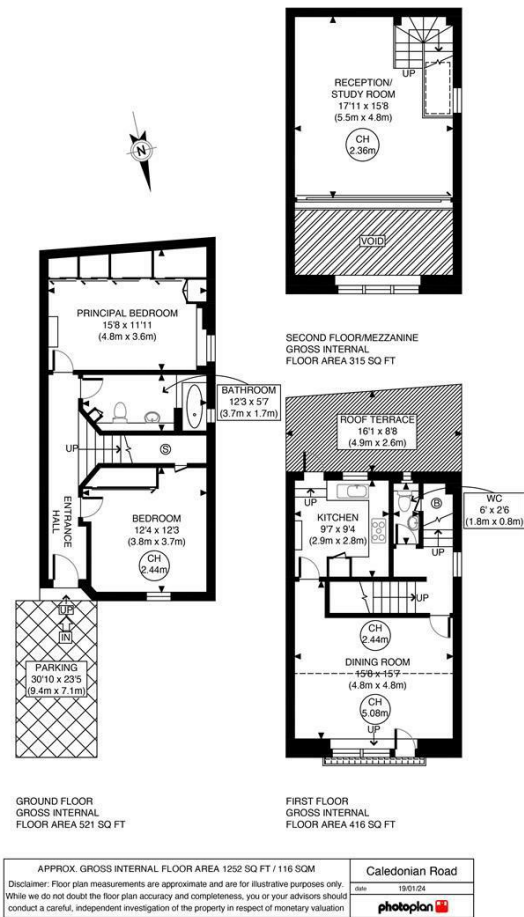 RECEPTION/
STUDY ROOM
17'11 x 15'8
(5.5m x 4.8m)
CH
2.36m
UP
VOID
SECOND FLOOR/MEZZANINE
GROSS INTERNAL
FLOOR AREA 315 SQ FT
N
PRINCIPAL BEDROOM
15'8 x 11'11
(4.8m x 3.6m)
BATHROOM
12'3 x 5'7
(3.7m x 1.7m)
UP
S
ENTRANCE
HALL
BEDROOM
12'4 x 12'3
(3.8m x 3.7m)
CH
2.44m
UP
IN
PARKING
30'10 x 23'5
(9.4m x 7.1m)
GROUND FLOOR
GROSS INTERNAL
FLOOR AREA 521 SQ FT
ROOF TERRACE
16'1 x 8'8
(4.9m x 2.6m)
UP
KITCHEN
9'7 x 9'4
(2.9m x 2.8m)
B
WC
6' x 2'6
(1.8m x 0.8m)
UP
UP
CH
2.44m
DINING ROOM
15'8 x 15'7
(4.8m x 4.8m)
CH
5.08m
UP
FIRST FLOOR
GROSS INTERNAL
FLOOR AREA 416 SQ FT
APPROX. GROSS INTERNAL FLOOR AREA 1252 SQ FT / 116 SQM
Disclaimer: Floor plan measurements are approximate and are for illustrative purposes only.
While we do not doubt the floor plan accuracy and completeness, you or your advisors should
conduct a careful, independent investigation of the property in respect of monetary valuation
Caledonian Road
date 19/01/24
photoplan